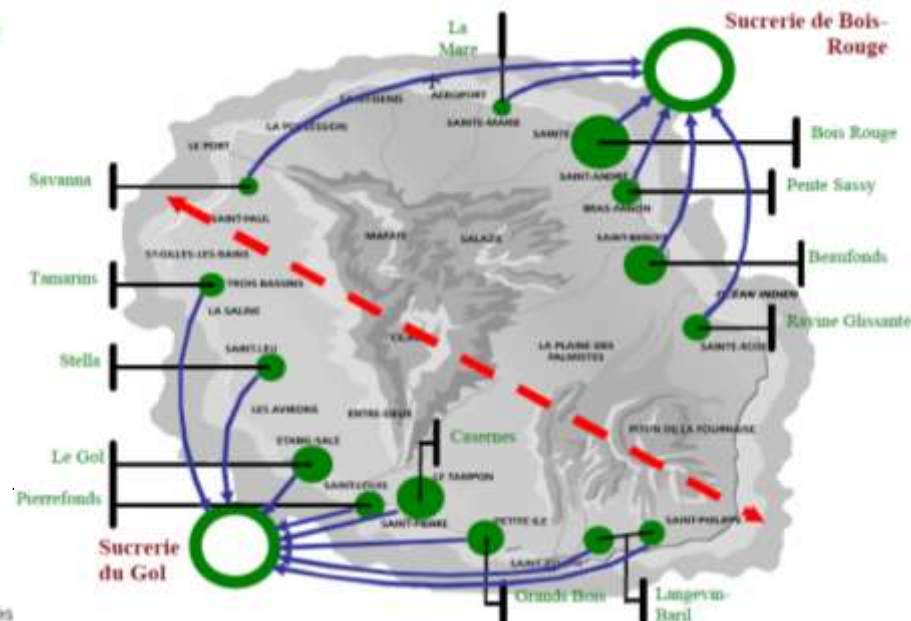 La
Mare
Sucrerie de Bois-
Rouge
SAINT-DENIS
AEROPORT
SAINTE-MARIE
LA POSSESSION
LE PORT
SAINTE
Bois Rouge
Savanna
SAINT-ANDRE
Pente Sassy
BRAS-PANON
SAINT-PAUL
MAFATE
SALAZIE
SAINT-BENOIT
ST-GILLES-LES-BAINS
Beaufonds
Tamarins
TROIS BASSINS
OCEAN INDIEN
LA SALINE
Ravine Glissante
SAINTE-ROSE
LA PLAINE DES
PALMISTES
Stella
SAINT-LEU
LES AVIRONS
ENTRE-DEUX
Casernes
PITON DE LA FOURNAISE
ETANG-SALE
Le Gol
LE TAMPON
SAINT-LOUIS
Pierrefonds
SAINT-PIERRE
PETITE-ILE
SAINT-PHILIPPE
Sucrerie
du Gol
Grands Bois
Langevin-
Baril